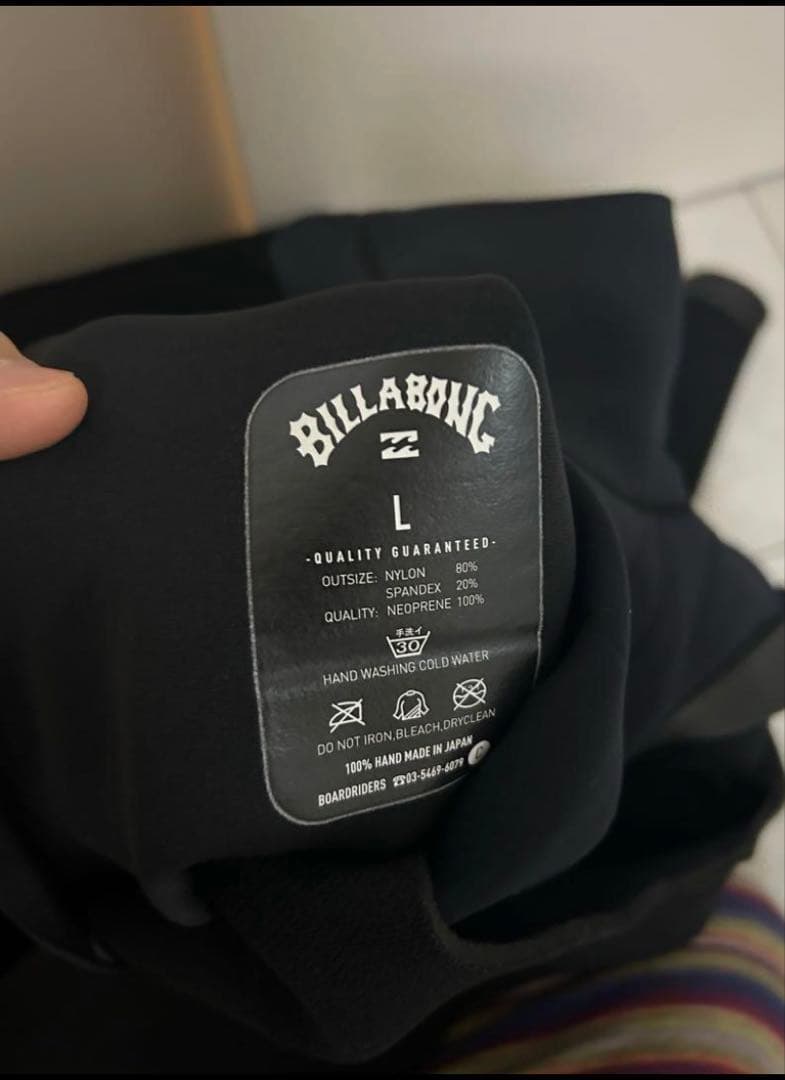 BILLABONG
L
-QUALITY GUARANTEED-
OUTSIZE: NYLON 80%
SPANDEX 20%
QUALITY: NEOPRENE 100%
手洗イ
30
HAND WASHING COLD WATER
DO NOT IRON,BLEACH,DRYCLEAN
100% HAND MADE IN JAPAN
C
BOARDRIDERS ☎03-5469-6079